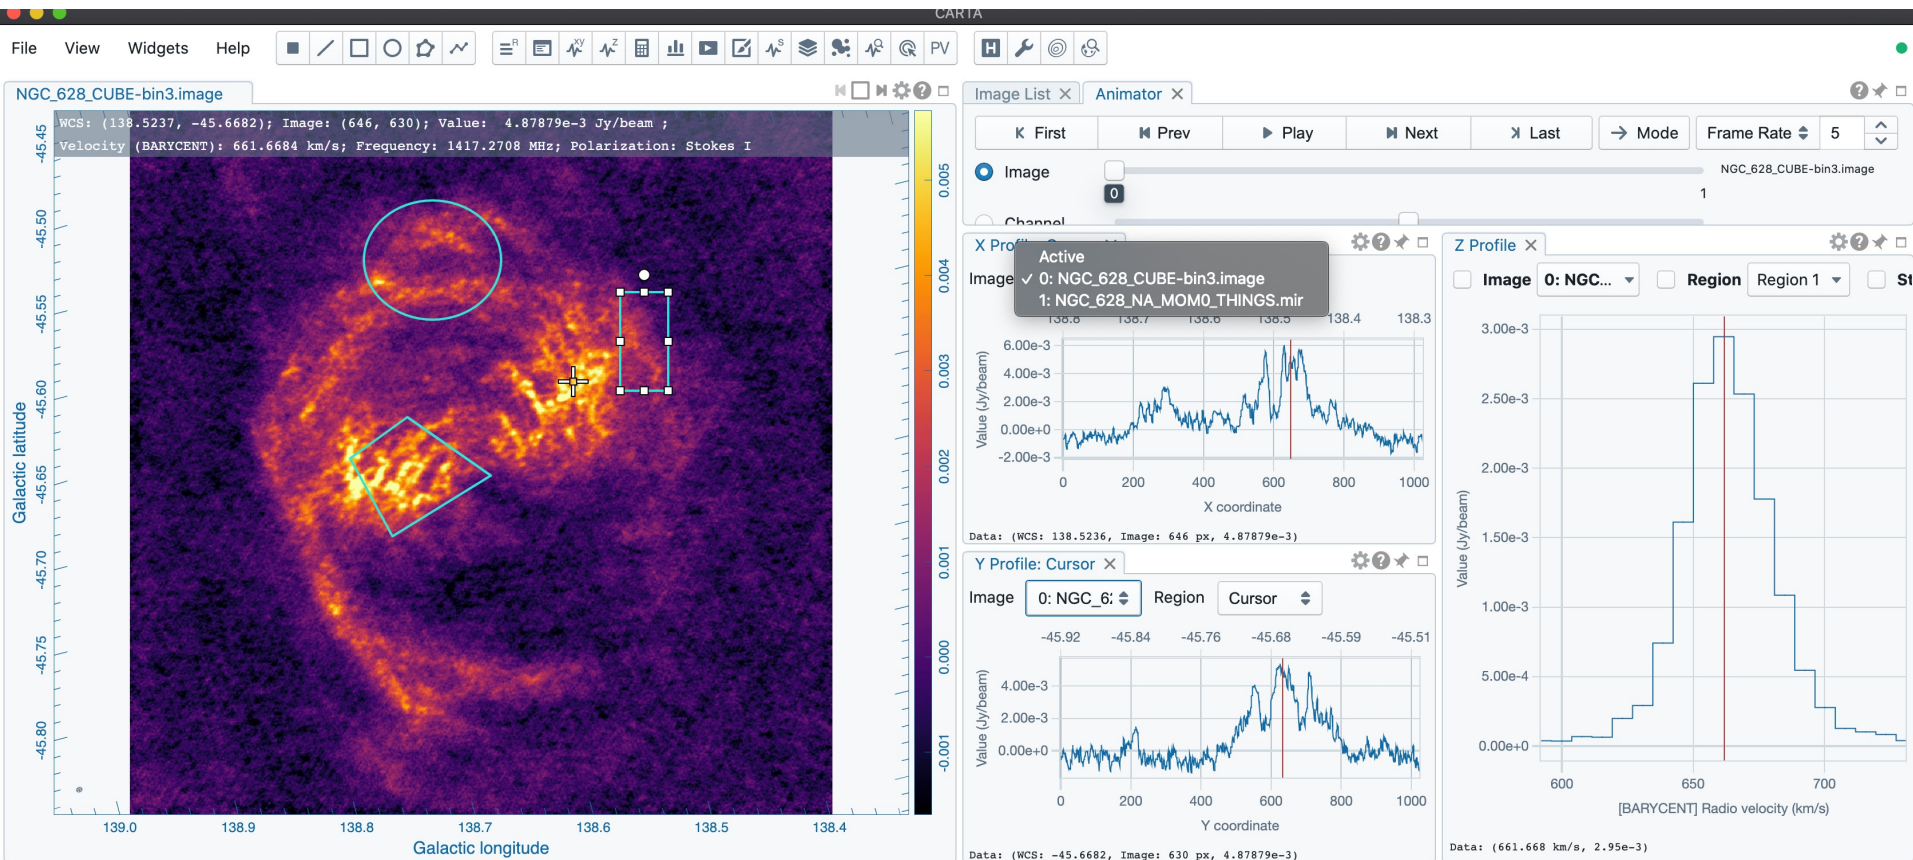 CARTA
File View Widgets Help
PV
NGC_628_CUBE-bin3.image
WCS: (138.5237, -45.6682); Image: (646, 630); Value: 4.87879e-3 Jy/beam ;
Velocity (BARYCENT): 661.6684 km/s; Frequency: 1417.2708 MHz; Polarization: Stokes I
-45.45
-45.50
-45.55
-45.60
-45.65
-45.70
-45.75
-45.80
Galactic latitude
139.0 138.9 138.8 138.7 138.6 138.5 138.4
Galactic longitude
0.005
0.004
0.003
0.002
0.001
0.000
-0.001
Image List Animator
First Prev Play Next Last Mode Frame Rate 5
Image NGC_628_CUBE-bin3.image
0 1
Channel
Image
Active
✓ 0: NGC_628_CUBE-bin3.image
1: NGC_628_NA_MOM0_THINGS.mir
138.8 138.7 138.6 138.5 138.4 138.3
6.00e-3
4.00e-3
2.00e-3
0.00e+0
-2.00e-3
Value (Jy/beam)
0 200 400 600 800 1000
X coordinate
Data: (WCS: 138.5236, Image: 646 px, 4.87879e-3)
Y Profile: Cursor
Image 0: NGC_62 Region Cursor
-45.92 -45.84 -45.76 -45.68 -45.59 -45.51
4.00e-3
2.00e-3
0.00e+0
Value (Jy/beam)
0 200 400 600 800 1000
Y coordinate
Data: (WCS: -45.6682, Image: 630 px, 4.87879e-3)
Z Profile
Image 0: NGC... Region Region 1 St
3.00e-3
2.50e-3
2.00e-3
1.50e-3
1.00e-3
5.00e-4
0.00e+0
Value (Jy/beam)
600 650 700
[BARYCENT] Radio velocity (km/s)
Data: (661.668 km/s, 2.95e-3)